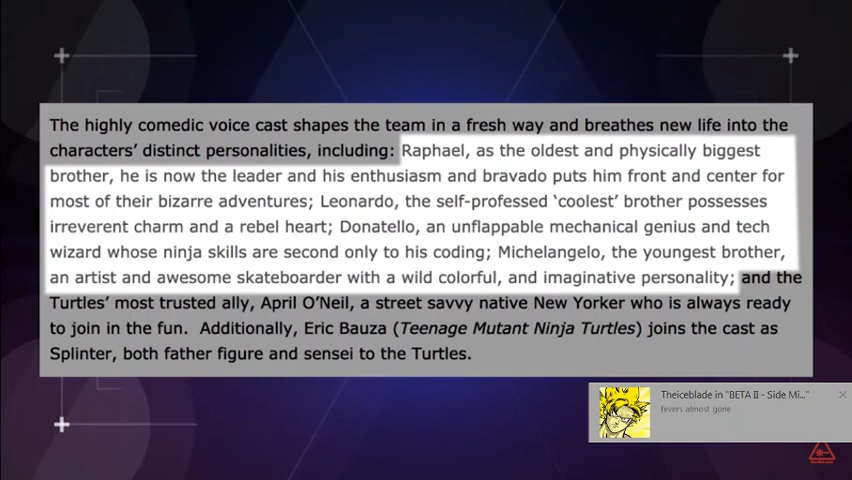 The highly comedic voice cast shapes the team in a fresh way and breathes new life into the
characters’ distinct personalities, including: Raphael, as the oldest and physically biggest
brother, he is now the leader and his enthusiasm and bravado puts him front and center for
most of their bizarre adventures; Leonardo, the self-professed ‘coolest’ brother possesses
irreverent charm and a rebel heart; Donatello, an unflappable mechanical genius and tech
wizard whose ninja skills are second only to his coding; Michelangelo, the youngest brother,
an artist and awesome skateboarder with a wild colorful, and imaginative personality; and the
Turtles’ most trusted ally, April O’Neil, a street savvy native New Yorker who is always ready
to join in the fun.  Additionally, Eric Bauza (Teenage Mutant Ninja Turtles) joins the cast as
Splinter, both father figure and sensei to the Turtles.
Theiceblade in "BETA II - Side Mi..."
fevers almost gone